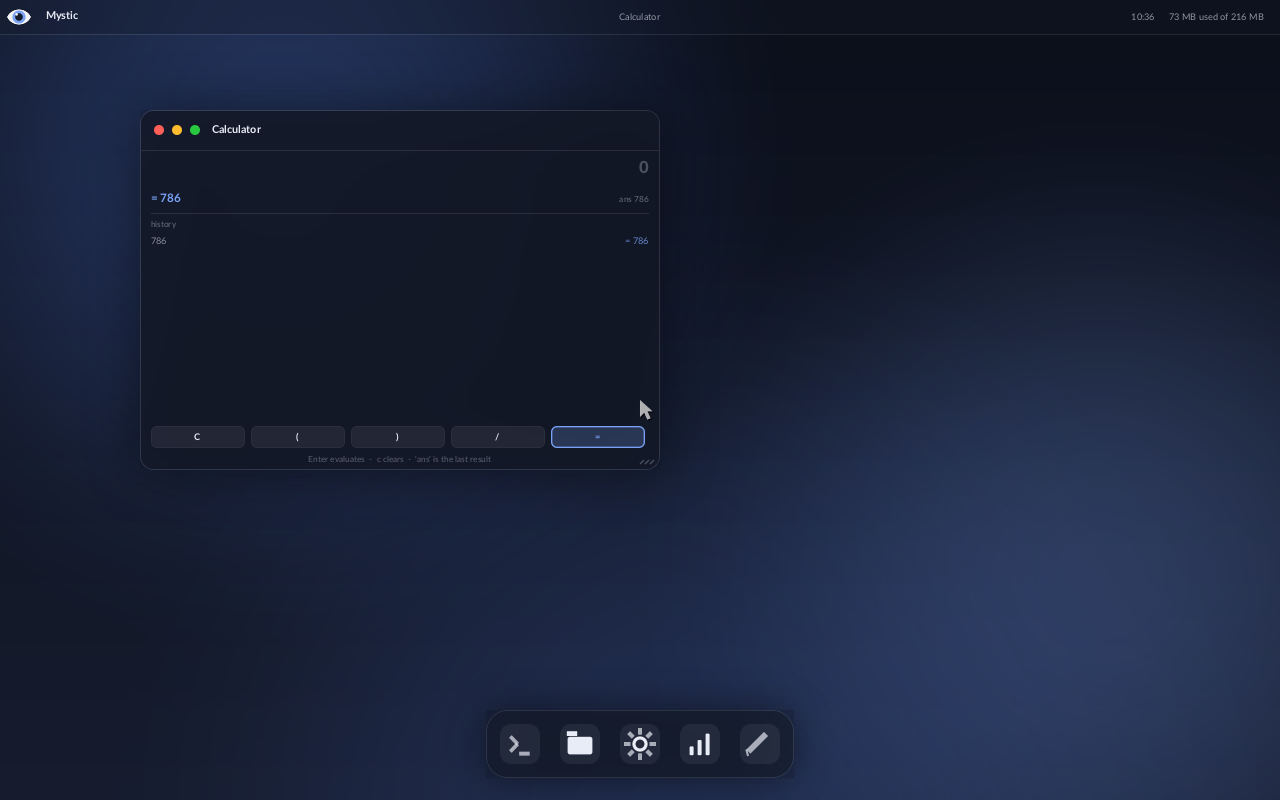 Mystic
Calculator
10:36 73 MB used of 216 MB
Calculator
0
= 786
ans 786
history
786
= 786
C ( ) / =
Enter evaluates - c clears - 'ans' is the last result